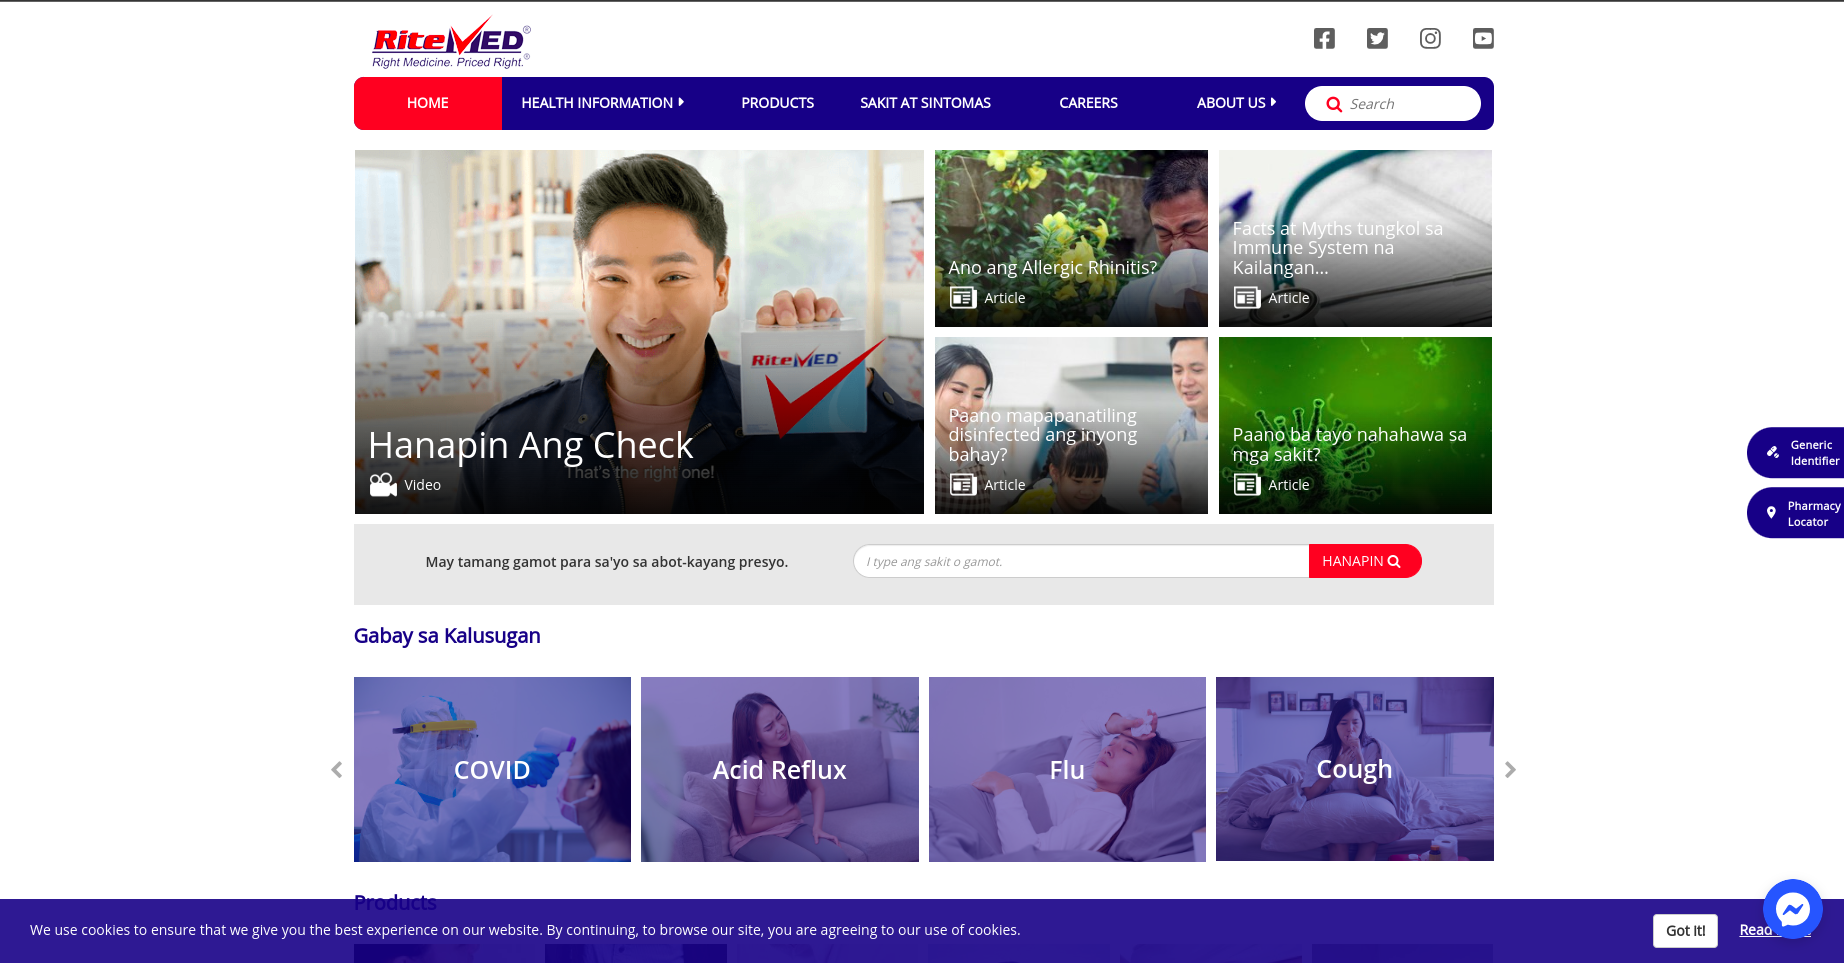 RiteMED®
Right Medicine. Priced Right.®
HOME
HEALTH INFORMATION
PRODUCTS
SAKIT AT SINTOMAS
CAREERS
ABOUT US
Search
RiteMED
Hanapin Ang Check
That's the right one!
Video
Ano ang Allergic Rhinitis?
Article
Facts at Myths tungkol sa
Immune System na
Kailangan...
Article
Paano mapapanatiling
disinfected ang inyong
bahay?
Article
Paano ba tayo nahahawa sa
mga sakit?
Article
Generic
Identifier
Pharmacy
Locator
May tamang gamot para sa'yo sa abot-kayang presyo.
I type ang sakit o gamot.
HANAPIN
Gabay sa Kalusugan
COVID
Acid Reflux
Flu
Cough
Products
We use cookies to ensure that we give you the best experience on our website. By continuing, to browse our site, you are agreeing to our use of cookies.
Got It!
Read